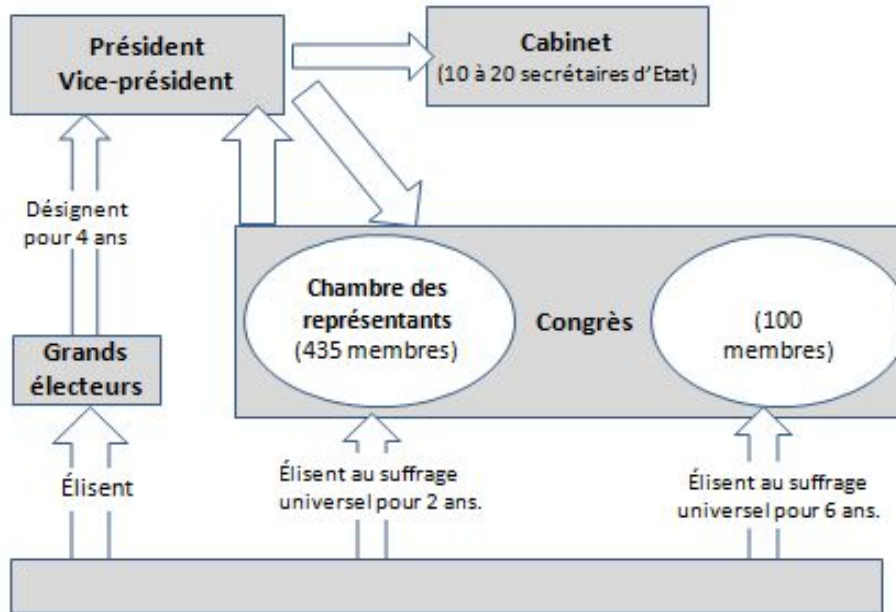 Président
Vice-président
Cabinet
(10 à 20 secrétaires d’Etat)
Désignent
pour 4 ans
Chambre des
représentants
(435 membres)
Congrès
(100
membres)
Grands
électeurs
Élisent
Élisent au suffrage
universel pour 2 ans.
Élisent au suffrage
universel pour 6 ans.